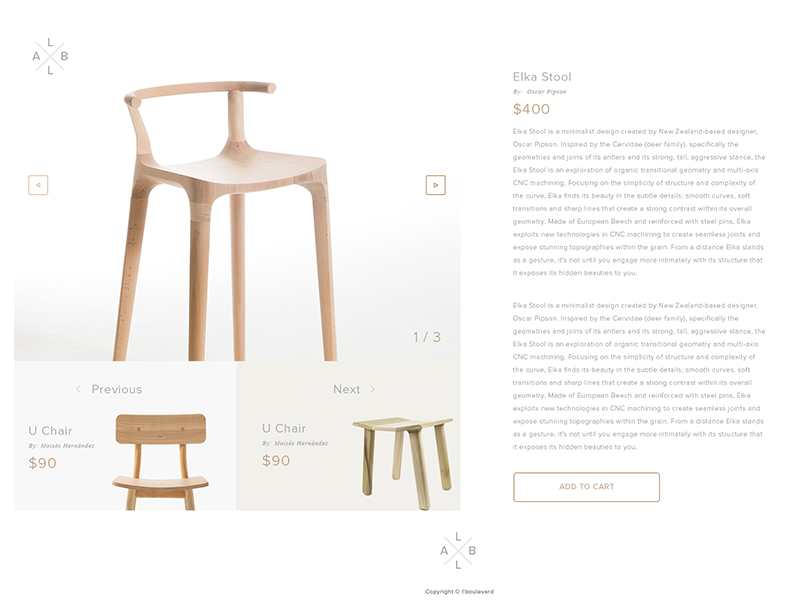 L
A B
L
Elka Stool
By: Oscar Pipson
$400
Elka Stool is a minimalist design created by New Zealand-based designer,
Oscar Pipson. Inspired by the Cervidae (deer family), specifically the
geometries and joins of its antlers and its strong, tall, aggressive stance, the
Elka Stool is an exploration of organic transitional geometry and multi-axis
CNC machining. Focusing on the simplicity of structure and complexity of
the curve, Elka finds its beauty in the subtle details; smooth curves, soft
transitions and sharp lines that create a strong contrast within its overall
geometry. Made of European Beech and reinforced with steel pins, Elka
exploits new technologies in CNC machining to create seamless joints and
expose stunning topographies within the grain. From a distance Elka stands
as a gesture, it's not until you engage more intimately with its structure that
it exposes its hidden beauties to you.
Elka Stool is a minimalist design created by New Zealand-based designer,
Oscar Pipson. Inspired by the Cervidae (deer family), specifically the
geometries and joins of its antlers and its strong, tall, aggressive stance, the
Elka Stool is an exploration of organic transitional geometry and multi-axis
CNC machining. Focusing on the simplicity of structure and complexity of
the curve, Elka finds its beauty in the subtle details; smooth curves, soft
transitions and sharp lines that create a strong contrast within its overall
geometry. Made of European Beech and reinforced with steel pins, Elka
exploits new technologies in CNC machining to create seamless joints and
expose stunning topographies within the grain. From a distance Elka stands
as a gesture, it's not until you engage more intimately with its structure that
it exposes its hidden beauties to you.
ADD TO CART
1 / 3
Previous
U Chair
By: Moisés Hernández
$90
Next
U Chair
By: Moisés Hernández
$90
L
A B
L
Copyright © l'boulevard